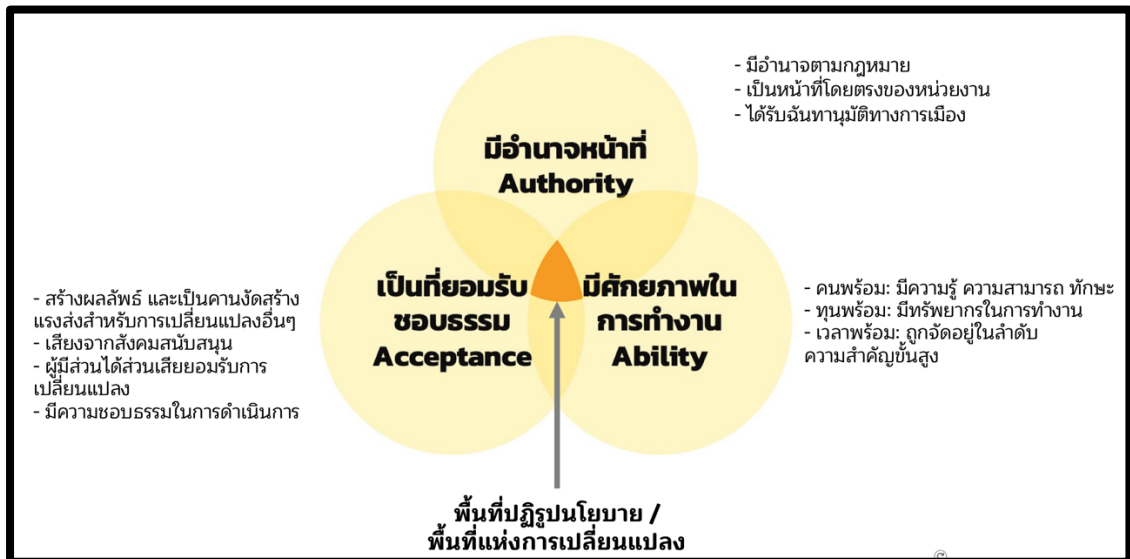 - มีอำนาจตามกฎหมาย
- เป็นหน้าที่โดยตรงของหน่วยงาน
- ได้รับฉันทานุมัติทางการเมือง
มีอำนาจหน้าที่
Authority
เป็นที่ยอมรับ
ชอบธรรม
Acceptance
มีศักยภาพใน
การทำงาน
Ability
- สร้างผลลัพธ์ และเป็นคานงัดสร้าง
แรงส่งสำหรับการเปลี่ยนแปลงอื่นๆ
- เสียงจากสังคมสนับสนุน
- ผู้มีส่วนได้ส่วนเสียยอมรับการ
เปลี่ยนแปลง
- มีความชอบธรรมในการดำเนินการ
- คนพร้อม: มีความรู้ ความสามารถ ทักษะ
- ทุนพร้อม: มีทรัพยากรในการทำงาน
- เวลาพร้อม: ถูกจัดอยู่ในลำดับ
ความสำคัญขั้นสูง
พื้นที่ปฏิรูปนโยบาย /
พื้นที่แห่งการเปลี่ยนแปลง